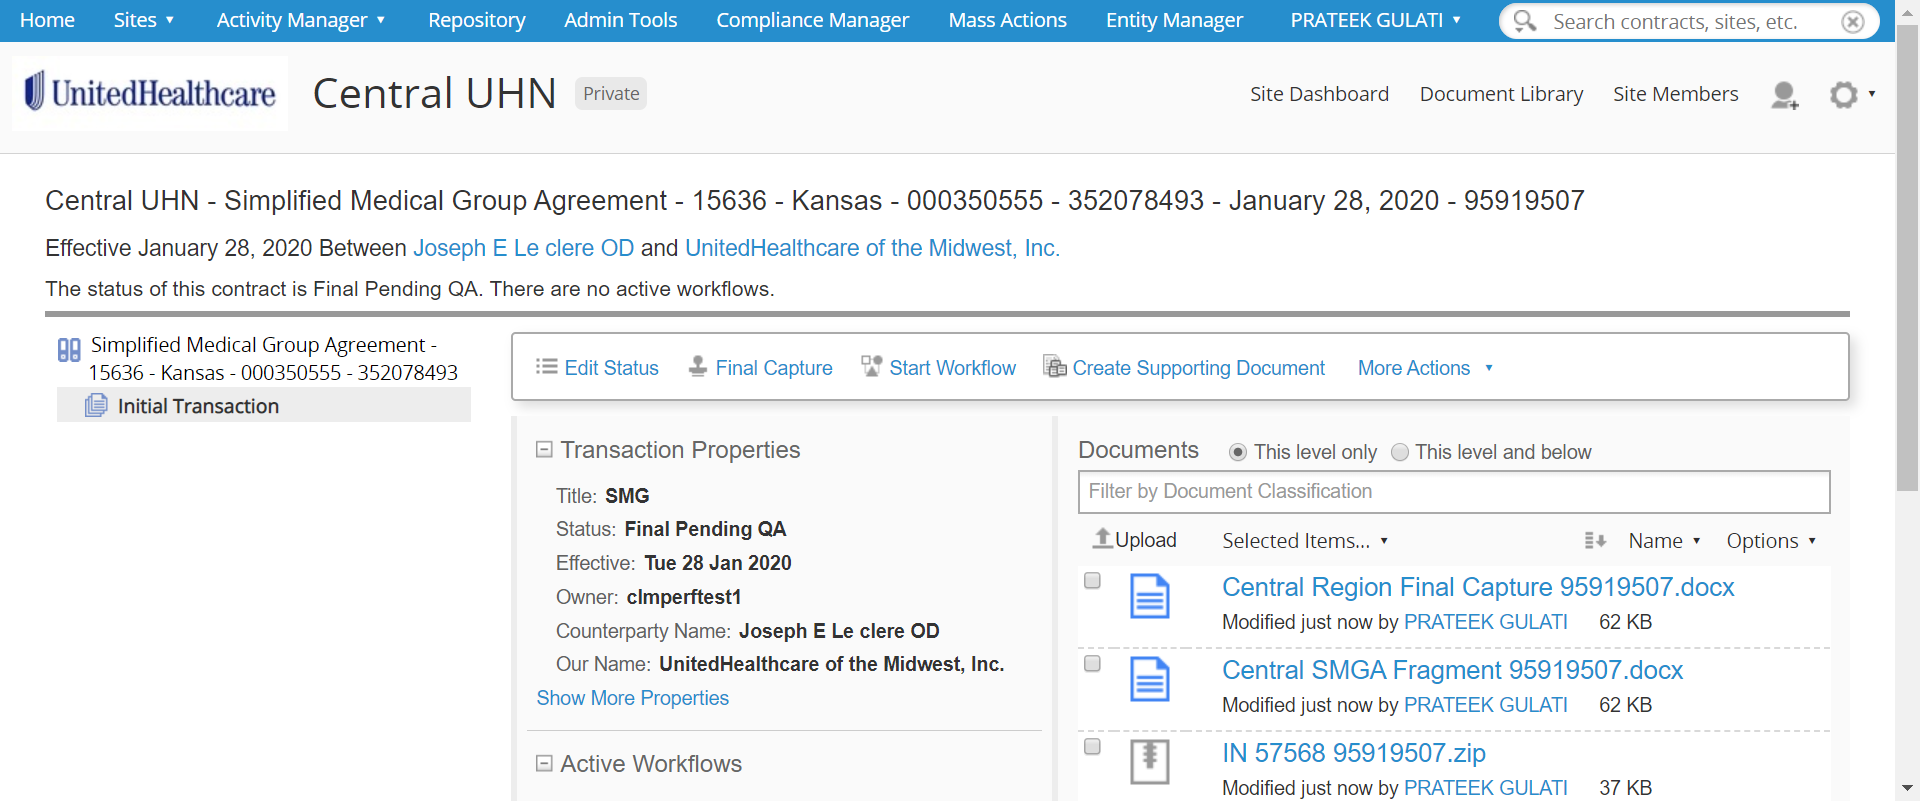 Home Sites Activity Manager Repository Admin Tools Compliance Manager Mass Actions Entity Manager PRATEEK GULATI Search contracts, sites, etc.
UnitedHealthcare Central UHN Private Site Dashboard Document Library Site Members
Central UHN - Simplified Medical Group Agreement - 15636 - Kansas - 000350555 - 352078493 - January 28, 2020 - 95919507
Effective January 28, 2020 Between Joseph E Le clere OD and UnitedHealthcare of the Midwest, Inc.
The status of this contract is Final Pending QA. There are no active workflows.
Simplified Medical Group Agreement -
15636 - Kansas - 000350555 - 352078493
Initial Transaction
Edit Status Final Capture Start Workflow Create Supporting Document More Actions
Transaction Properties
Title: SMG
Status: Final Pending QA
Effective: Tue 28 Jan 2020
Owner: clmperftest1
Counterparty Name: Joseph E Le clere OD
Our Name: UnitedHealthcare of the Midwest, Inc.
Show More Properties
Active Workflows
Documents This level only This level and below
Filter by Document Classification
Upload Selected Items... Name Options
Central Region Final Capture 95919507.docx
Modified just now by PRATEEK GULATI 62 KB
Central SMGA Fragment 95919507.docx
Modified just now by PRATEEK GULATI 62 KB
IN 57568 95919507.zip
Modified just now by PRATEEK GULATI 37 KB